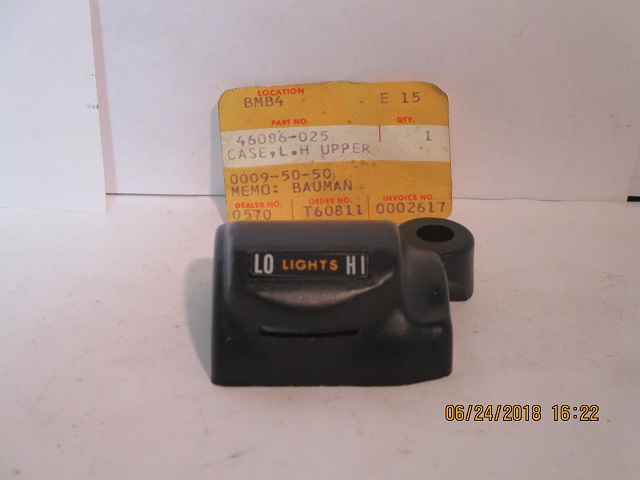 LOCATION
BMB4 E 15
PART NO. QTY.
46086-025 1
CASE,L.H UPPER
0009-50-50
MEMO: BAUMAN
DEALER NO. ORDER NO. INVOICE NO.
0570 T60811 0002617
LO LIGHTS HI
06/24/2018 16:22